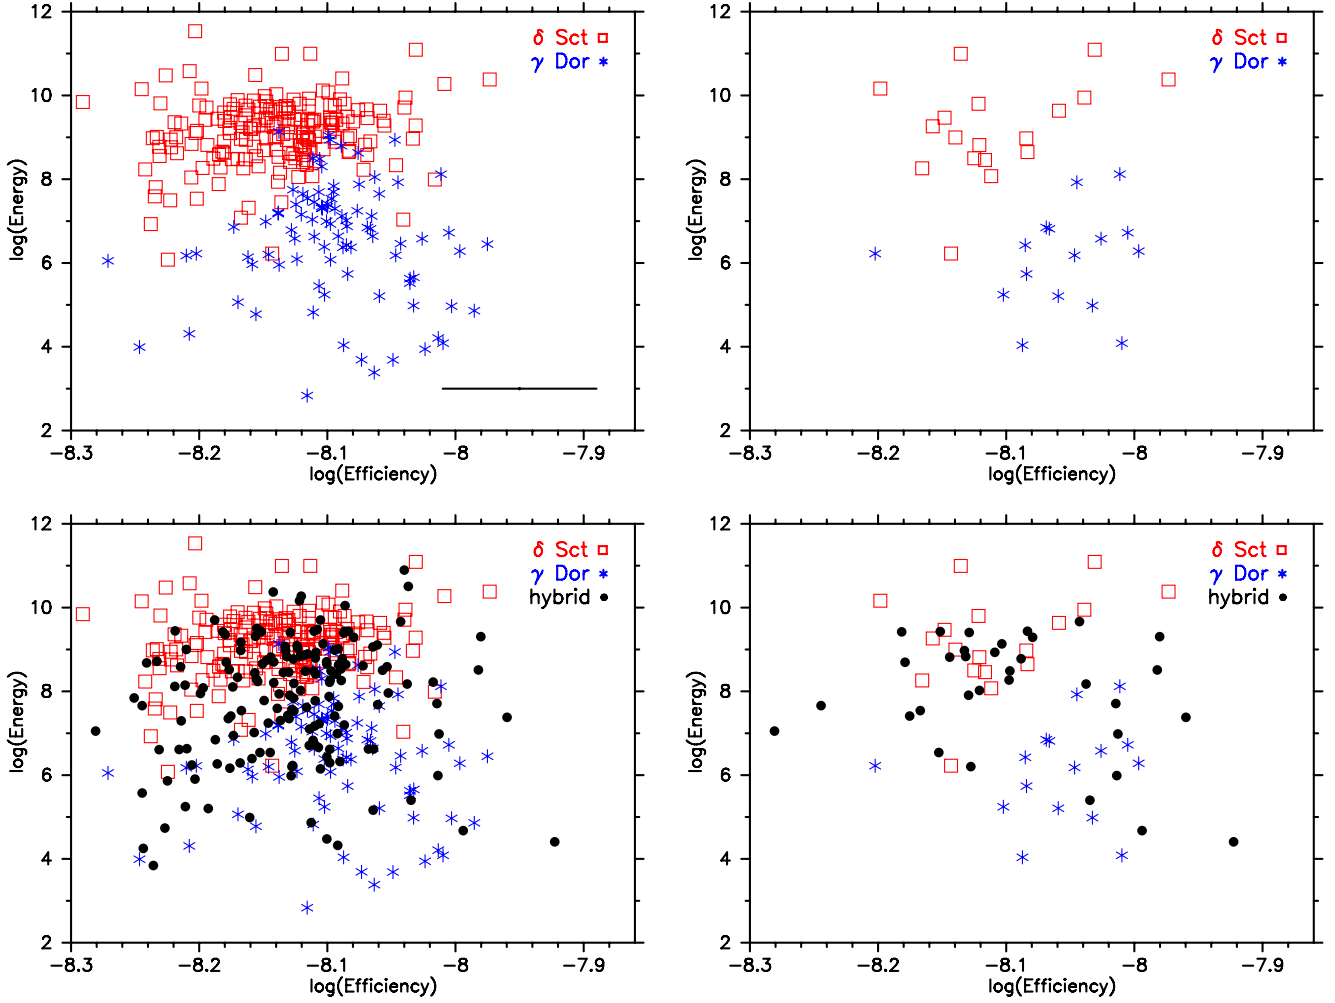 12
10
8
6
4
2
log(Energy)
δ Sct
γ Dor
−8.3 −8.2 −8.1 −8 −7.9
log(Efficiency)
12
10
8
6
4
2
log(Energy)
δ Sct
γ Dor
−8.3 −8.2 −8.1 −8 −7.9
log(Efficiency)
12
10
8
6
4
2
log(Energy)
δ Sct
γ Dor
hybrid
−8.3 −8.2 −8.1 −8 −7.9
log(Efficiency)
12
10
8
6
4
2
log(Energy)
δ Sct
γ Dor
hybrid
−8.3 −8.2 −8.1 −8 −7.9
log(Efficiency)